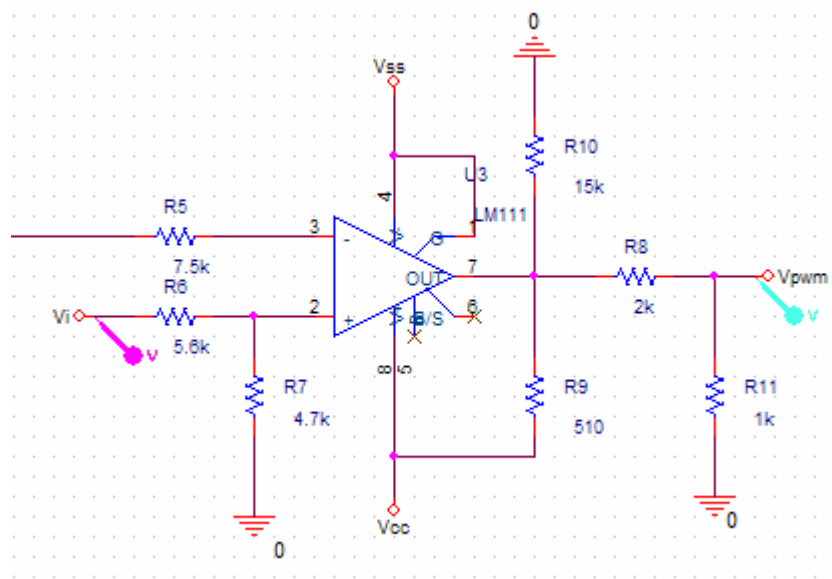 0
Vss
R10
15k
U3
LM111
4
V-
G
1
R5
7.5k
3
-
R8
2k
Vpwm
V
OUT
7
R6
5.6k
Vi
V
2
+
V+
B
B/S
6
8
5
R7
4.7k
R9
510
R11
1k
0
Vcc
0